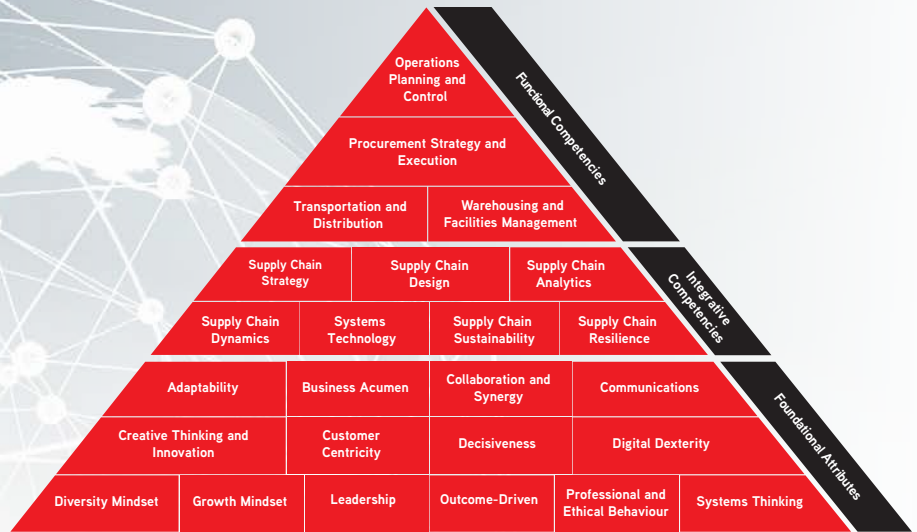 Operations
Planning and
Control
Functional Competencies
Procurement Strategy and
Execution
Transportation and
Distribution
Warehousing and
Facilities Management
Supply Chain
Strategy
Supply Chain
Design
Supply Chain
Analytics
Integrative
Competencies
Supply Chain
Dynamics
Systems
Technology
Supply Chain
Sustainability
Supply Chain
Resilience
Adaptability
Business Acumen
Collaboration and
Synergy
Communications
Foundational Attributes
Creative Thinking and
Innovation
Customer
Centricity
Decisiveness
Digital Dexterity
Diversity Mindset
Growth Mindset
Leadership
Outcome-Driven
Professional and
Ethical Behaviour
Systems Thinking